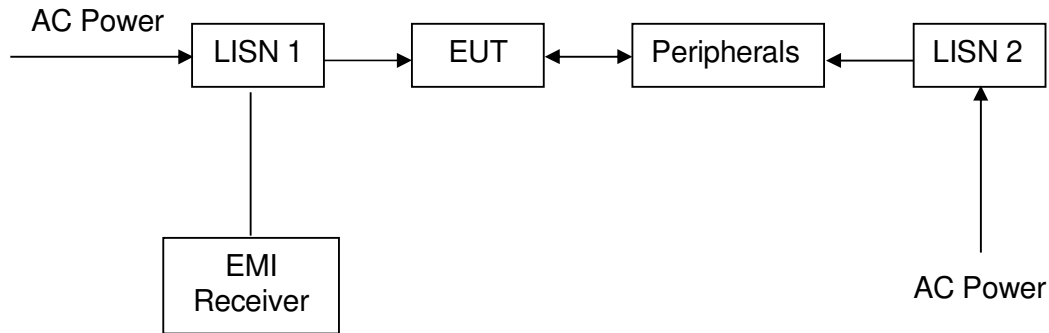 AC Power
LISN 1
EUT
Peripherals
LISN 2
EMI
Receiver
AC Power